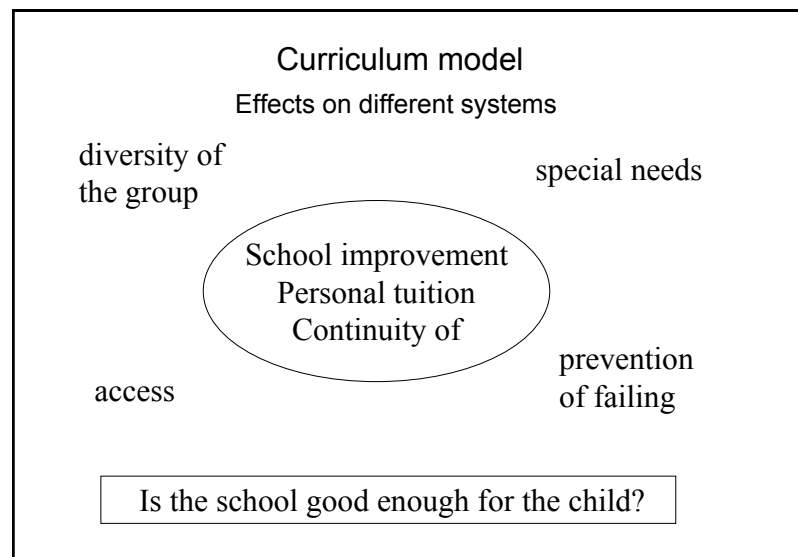 Curriculum model
Effects on different systems
diversity of
the group
special needs
School improvement
Personal tuition
Continuity of
access
prevention
of failing
Is the school good enough for the child?